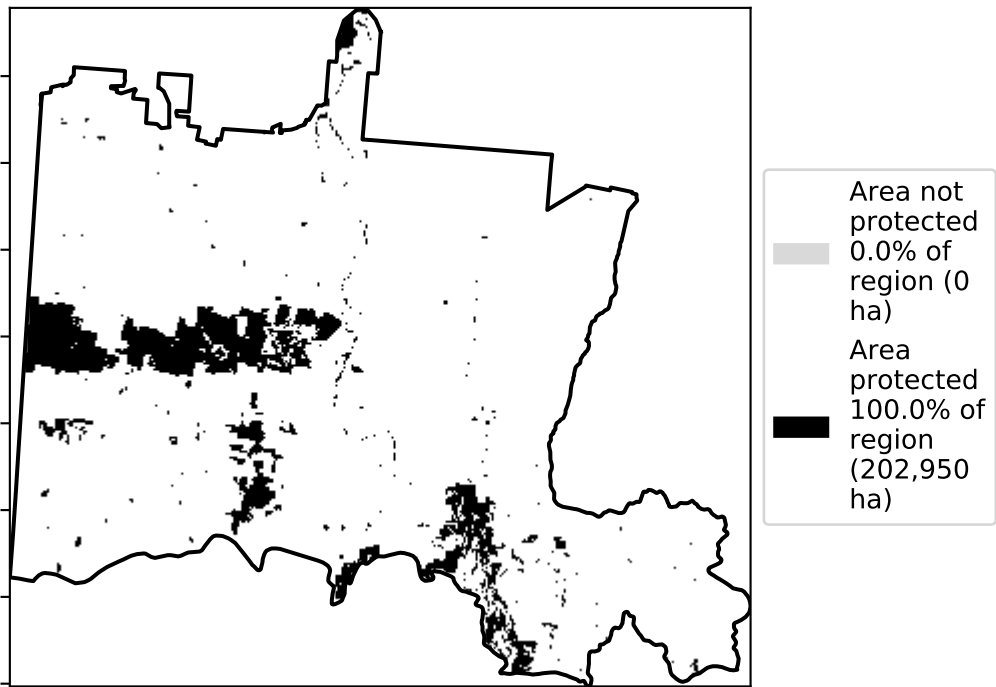 Area not
protected
0.0% of
region (0
ha)
Area
protected
100.0% of
region
(202,950
ha)